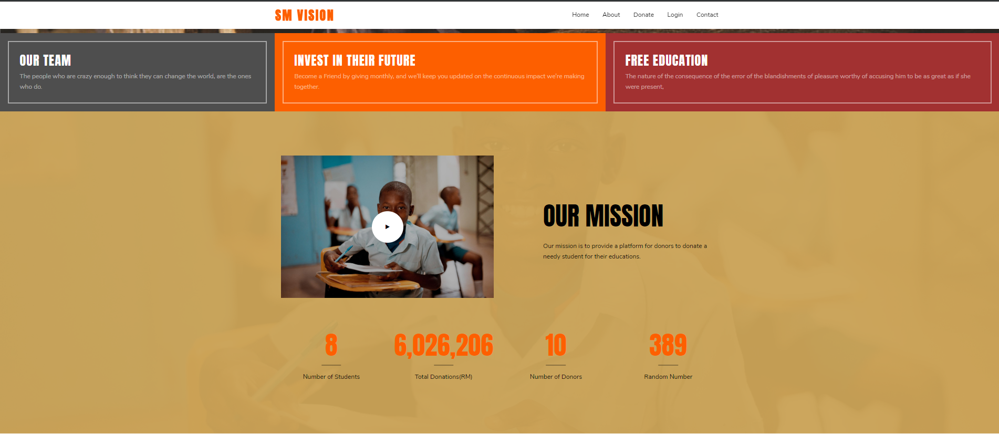 SM VISION
Home About Donate Login Contact
OUR TEAM
The people who are crazy enough to think they can change the world, are the ones
who do.
INVEST IN THEIR FUTURE
Become a Friend by giving monthly, and we'll keep you updated on the continuous impact we're making
together.
FREE EDUCATION
The nature of the consequence of the error of the blandishments of pleasure worthy of accusing him to be as great as if she
were present,
OUR MISSION
Our mission is to provide a platform for donors to donate a
needy student for their educations.
8
Number of Students
6,026,206
Total Donations(RM)
10
Number of Donors
389
Random Number